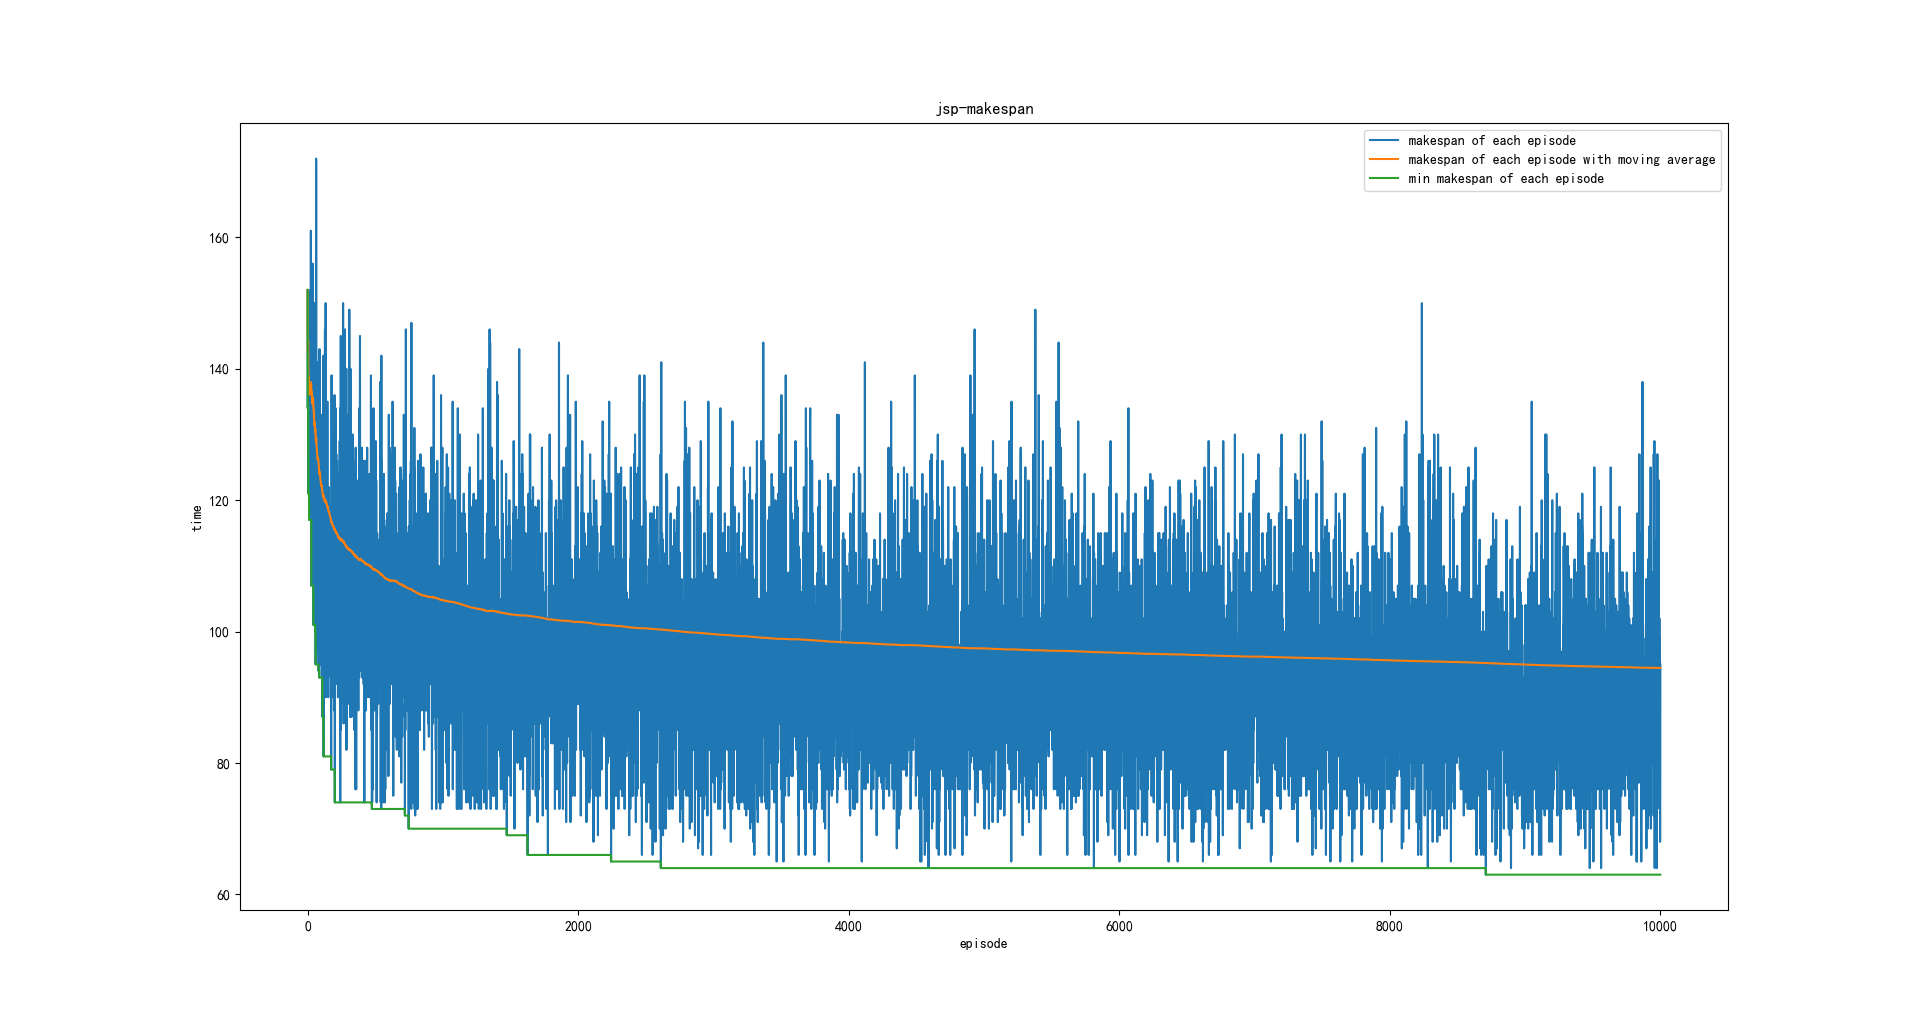 jsp-makespan
makespan of each episode
makespan of each episode with moving average
min makespan of each episode
160
140
120
100
80
60
time
0
2000
4000
6000
8000
10000
episode